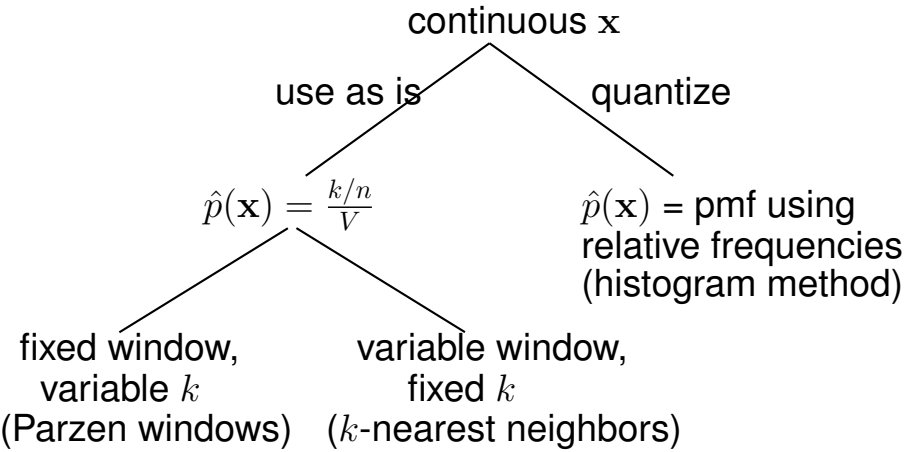 continuous x
use as is
quantize
p̂(x) = k/n / V
p̂(x) = pmf using
relative frequencies
(histogram method)
fixed window,
variable k
(Parzen windows)
variable window,
fixed k
(k-nearest neighbors)